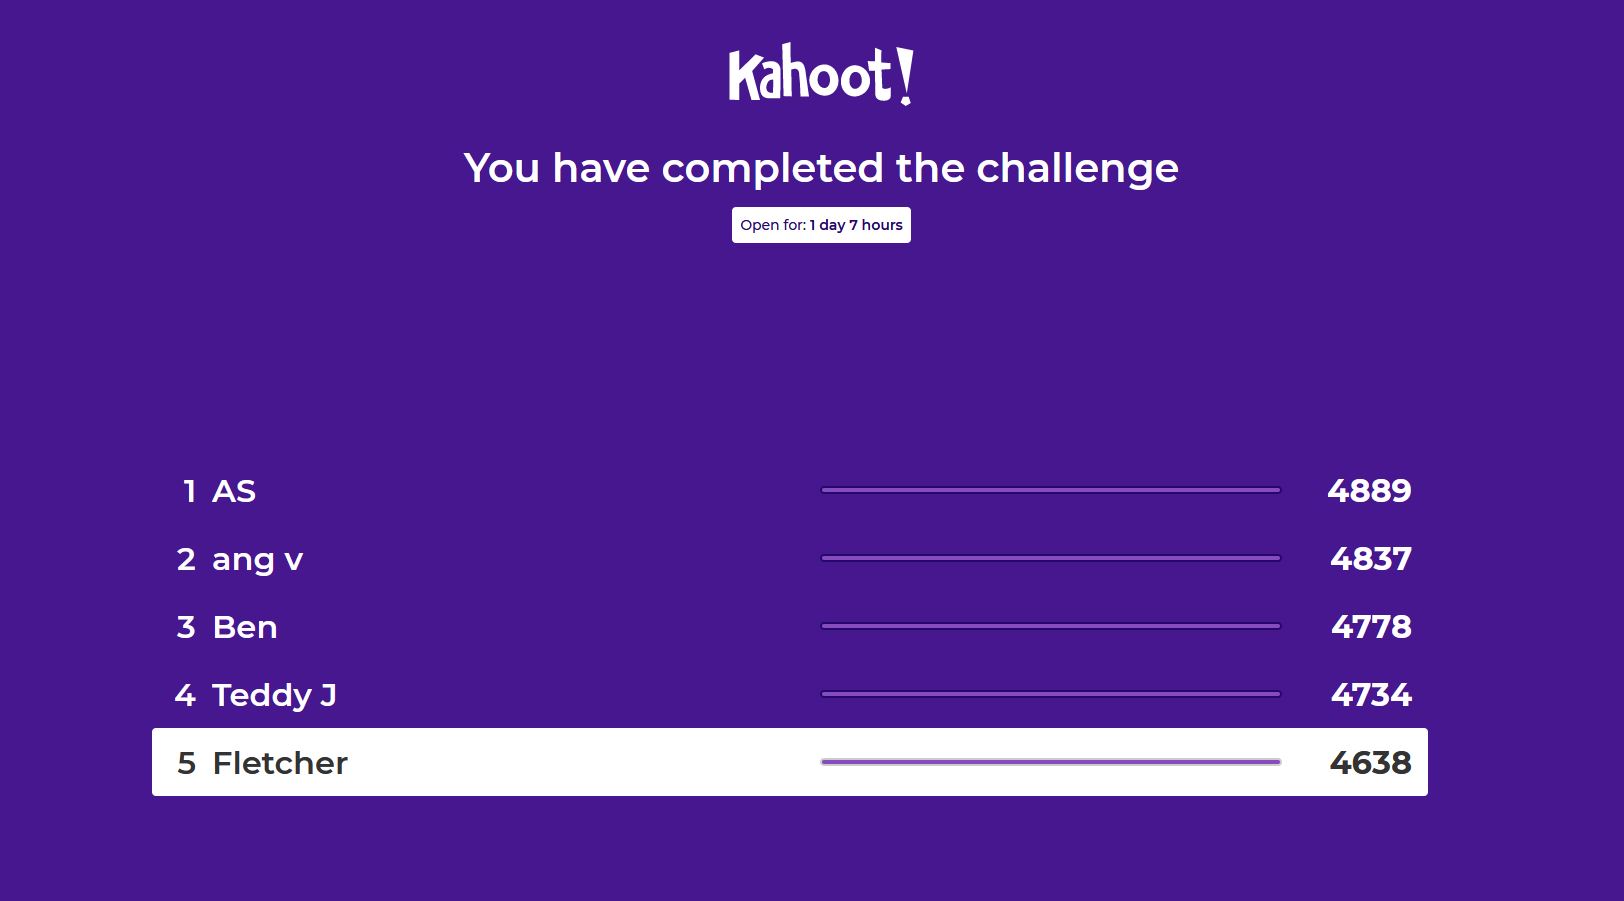 Kahoot!
You have completed the challenge
Open for: 1 day 7 hours
1 AS 4889
2 ang v 4837
3 Ben 4778
4 Teddy J 4734
5 Fletcher 4638